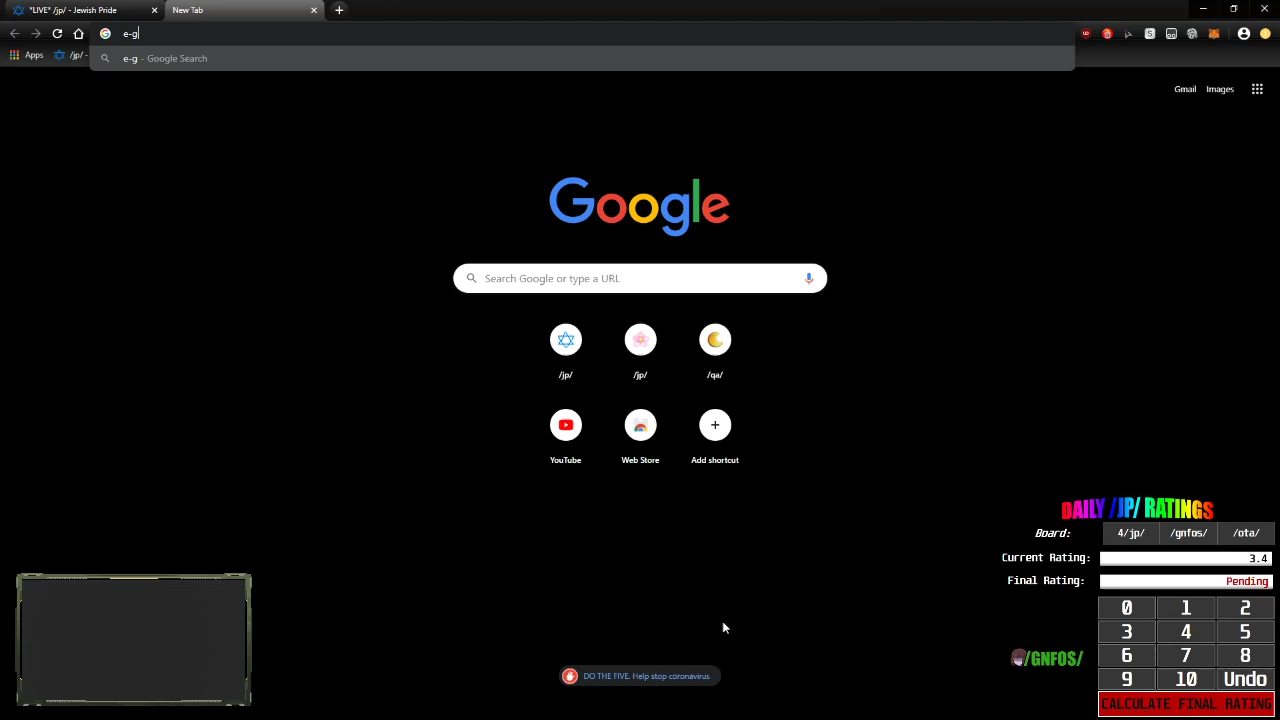 *LIVE* /jp/ - Jewish Pride
New Tab
e-g
Apps
/jp/ -
e-g - Google Search
Gmail
Images
Google
Search Google or type a URL
/jp/
/jp/
/qa/
YouTube
Web Store
Add shortcut
DO THE FIVE. Help stop coronavirus
DAILY /JP/ RATINGS
Board: 4/jp/ /gnfos/ /ota/
Current Rating: 3.4
Final Rating: Pending
0 1 2
3 4 5
6 7 8
/GNFOS/
9 10 Undo
CALCULATE FINAL RATING